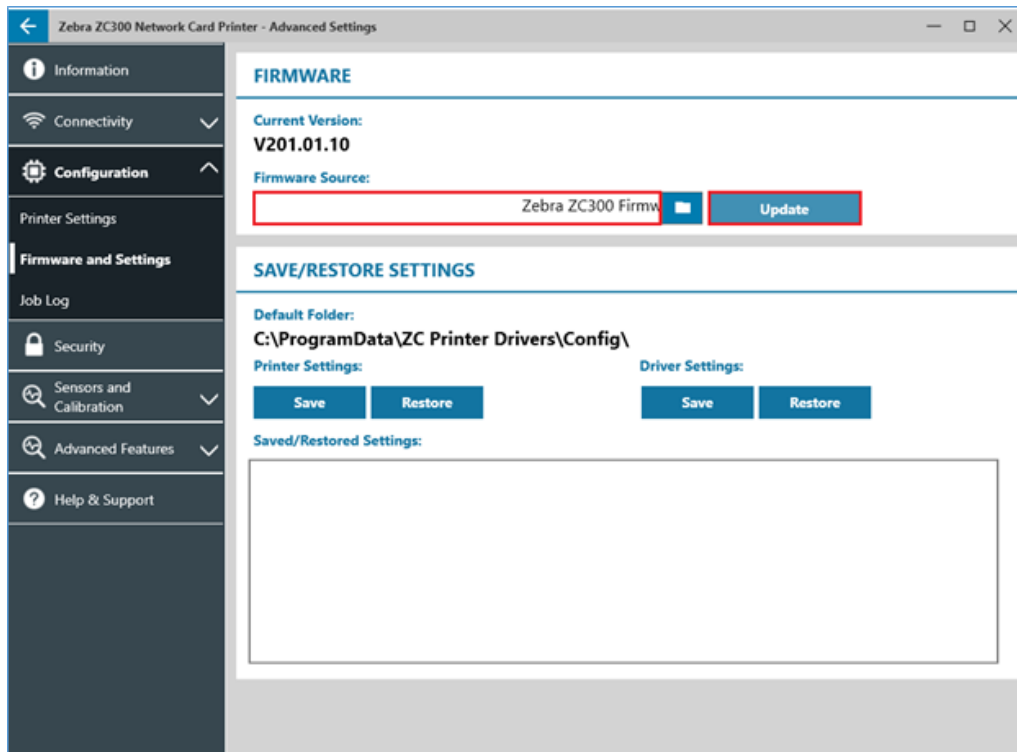 Zebra ZC300 Network Card Printer - Advanced Settings
Information
Connectivity
Configuration
Printer Settings
Firmware and Settings
Job Log
Security
Sensors and
Calibration
Advanced Features
Help & Support
FIRMWARE
Current Version:
V201.01.10
Firmware Source:
Zebra ZC300 Firmw
Update
SAVE/RESTORE SETTINGS
Default Folder:
C:\ProgramData\ZC Printer Drivers\Config\
Printer Settings:
Driver Settings:
Save
Restore
Save
Restore
Saved/Restored Settings: